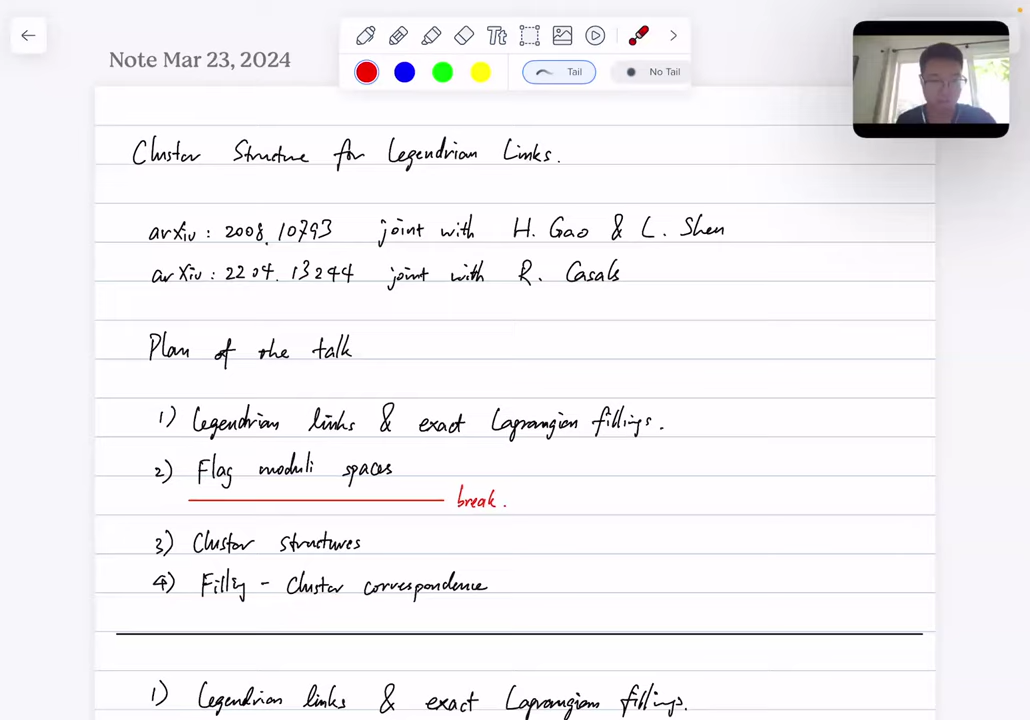 Note Mar 23, 2024
Tt
Tail
No Tail
Cluster Structure for Legendrian Links.
arXiv: 2008.10793 joint with H. Gao & L. Shen
arXiv: 2204.13244 joint with R. Casals
Plan of the talk
1) Legendrian links & exact Lagrangian fillings.
2) Flag moduli spaces
break.
3) Cluster structures
4) Filling - Cluster correspondence
1) Legendrian links & exact Lagrangian fillings.